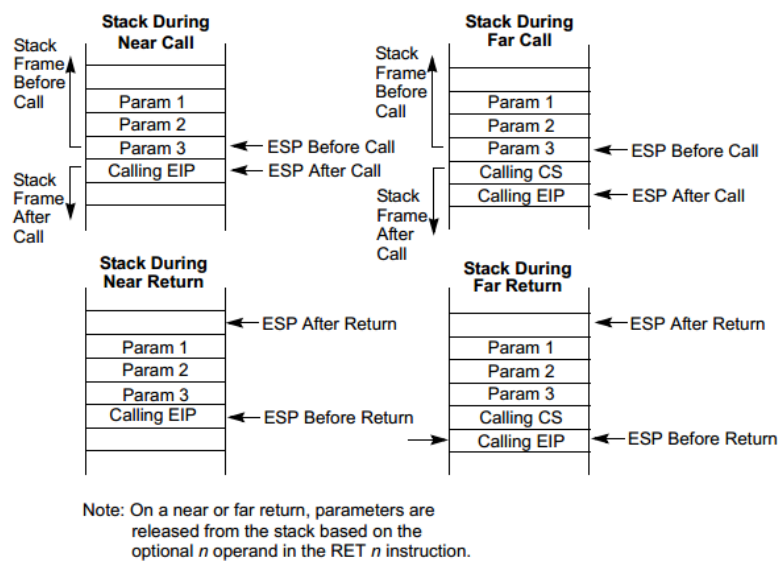 Stack During
Near Call
Stack
Frame
Before
Call
Param 1
Param 2
Param 3
Calling EIP
ESP Before Call
ESP After Call
Stack
Frame
After
Call
Stack During
Far Call
Stack
Frame
Before
Call
Param 1
Param 2
Param 3
Calling CS
Calling EIP
ESP Before Call
ESP After Call
Stack
Frame
After
Call
Stack During
Near Return
ESP After Return
Param 1
Param 2
Param 3
Calling EIP
ESP Before Return
Stack During
Far Return
ESP After Return
Param 1
Param 2
Param 3
Calling CS
Calling EIP
ESP Before Return
Note: On a near or far return, parameters are
released from the stack based on the
optional n operand in the RET n instruction.